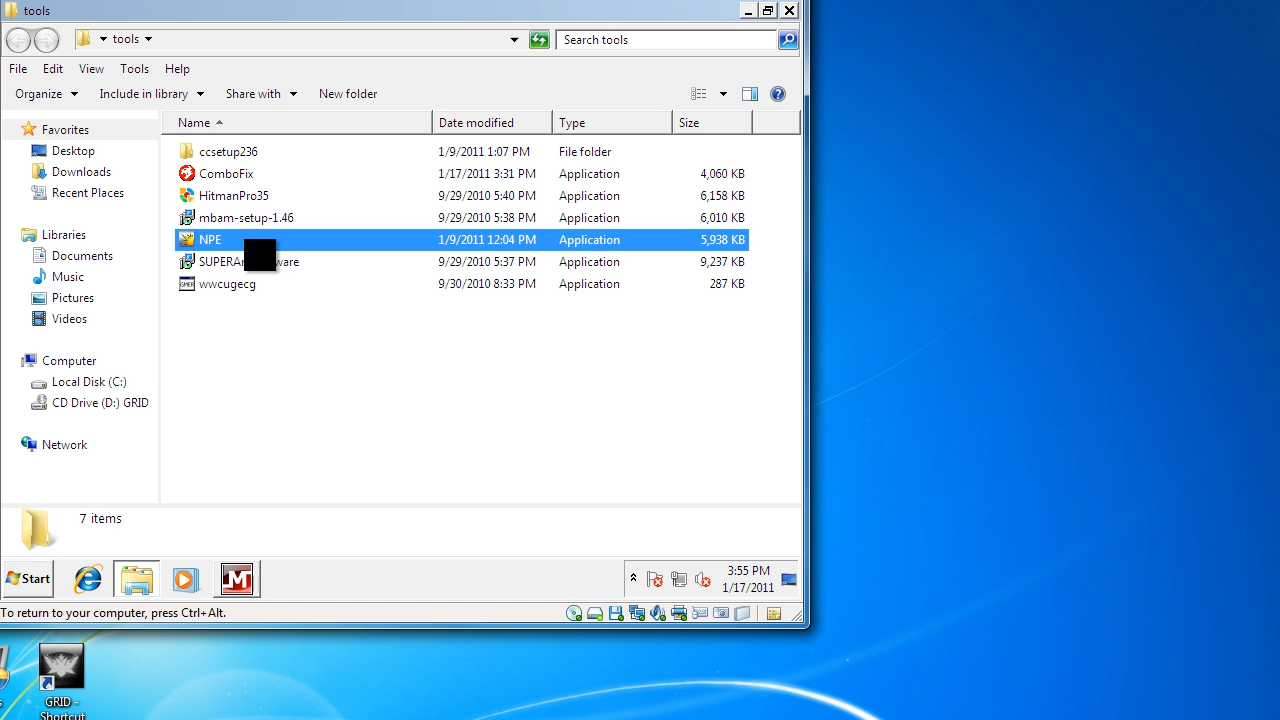 tools
tools
Search tools
File Edit View Tools Help
Organize Include in library Share with New folder
Name Date modified Type Size
Favorites
Desktop
Downloads
Recent Places
Libraries
Documents
Music
Pictures
Videos
Computer
Local Disk (C:)
CD Drive (D:) GRID
Network
ccsetup236 1/9/2011 1:07 PM File folder
ComboFix 1/17/2011 3:31 PM Application 4,060 KB
HitmanPro35 9/29/2010 5:40 PM Application 6,158 KB
mbam-setup-1.46 9/29/2010 5:38 PM Application 6,010 KB
NPE 1/9/2011 12:04 PM Application 5,938 KB
9/29/2010 5:37 PM Application 9,237 KB
wwcugecg 9/30/2010 8:33 PM Application 287 KB
7 items
Start
3:55 PM
1/17/2011
To return to your computer, press Ctrl+Alt.
GRID -
Shortcut